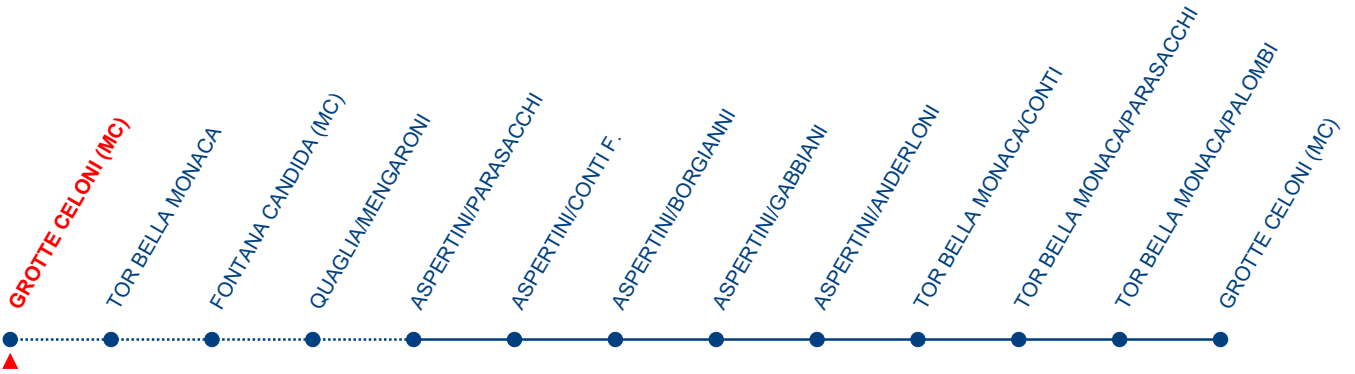 GROTTE CELONI (MC)
TOR BELLA MONACA
FONTANA CANDIDA (MC)
QUAGLIA/MENGARONI
ASPERTINI/PARASACCHI
ASPERTINI/CONTI F.
ASPERTINI/BORGIANNI
ASPERTINI/GABBIANI
ASPERTINI/ANDERLONI
TOR BELLA MONACA/CONTI
TOR BELLA MONACA/PARASACCHI
TOR BELLA MONACA/PALOMBI
GROTTE CELONI (MC)